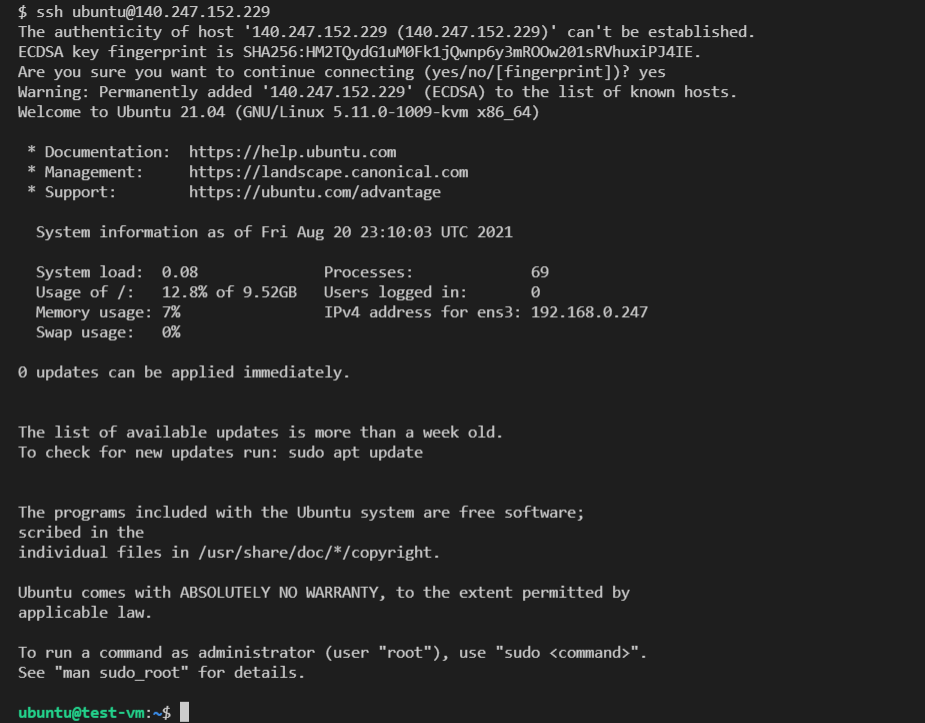 $ ssh ubuntu@140.247.152.229
The authenticity of host '140.247.152.229 (140.247.152.229)' can't be established.
ECDSA key fingerprint is SHA256:HM2TQydG1uM0Fk1jQwnp6y3mROOw201sRVhuxiPJ4IE.
Are you sure you want to continue connecting (yes/no/[fingerprint])? yes
Warning: Permanently added '140.247.152.229' (ECDSA) to the list of known hosts.
Welcome to Ubuntu 21.04 (GNU/Linux 5.11.0-1009-kvm x86_64)

 * Documentation:  https://help.ubuntu.com
 * Management:     https://landscape.canonical.com
 * Support:        https://ubuntu.com/advantage

  System information as of Fri Aug 20 23:10:03 UTC 2021

  System load:  0.08              Processes:             69
  Usage of /:   12.8% of 9.52GB   Users logged in:       0
  Memory usage: 7%                IPv4 address for ens3: 192.168.0.247
  Swap usage:   0%

0 updates can be applied immediately.


The list of available updates is more than a week old.
To check for new updates run: sudo apt update


The programs included with the Ubuntu system are free software;
scribed in the
individual files in /usr/share/doc/*/copyright.

Ubuntu comes with ABSOLUTELY NO WARRANTY, to the extent permitted by
applicable law.

To run a command as administrator (user "root"), use "sudo <command>".
See "man sudo_root" for details.

ubuntu@test-vm:~$